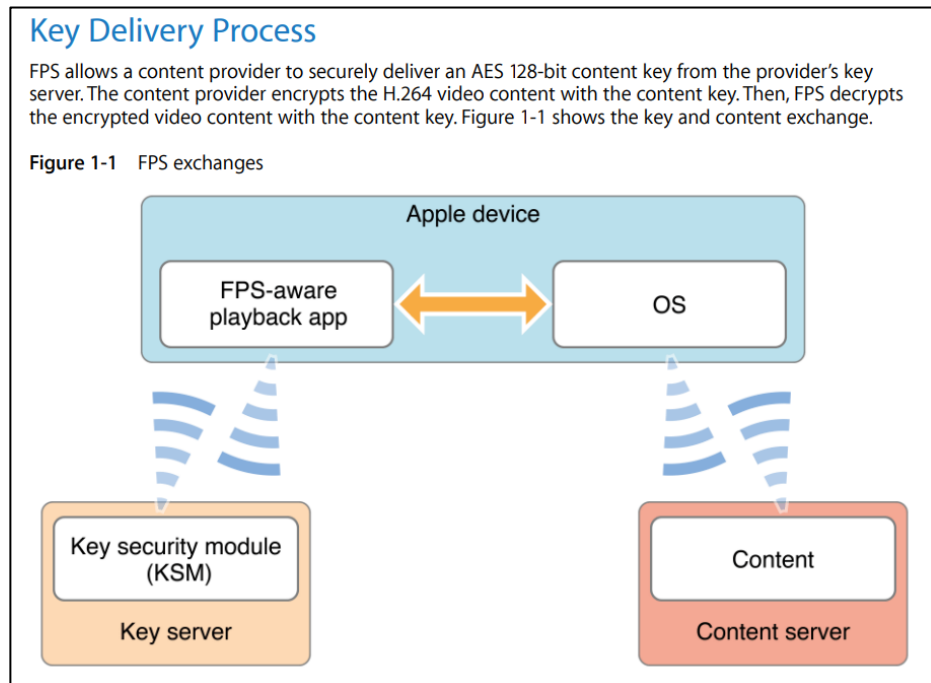 Key Delivery Process
FPS allows a content provider to securely deliver an AES 128-bit content key from the provider's key
server. The content provider encrypts the H.264 video content with the content key. Then, FPS decrypts
the encrypted video content with the content key. Figure 1-1 shows the key and content exchange.
Figure 1-1 FPS exchanges
Apple device
FPS-aware
playback app
OS
Key security module
(KSM)
Key server
Content
Content server